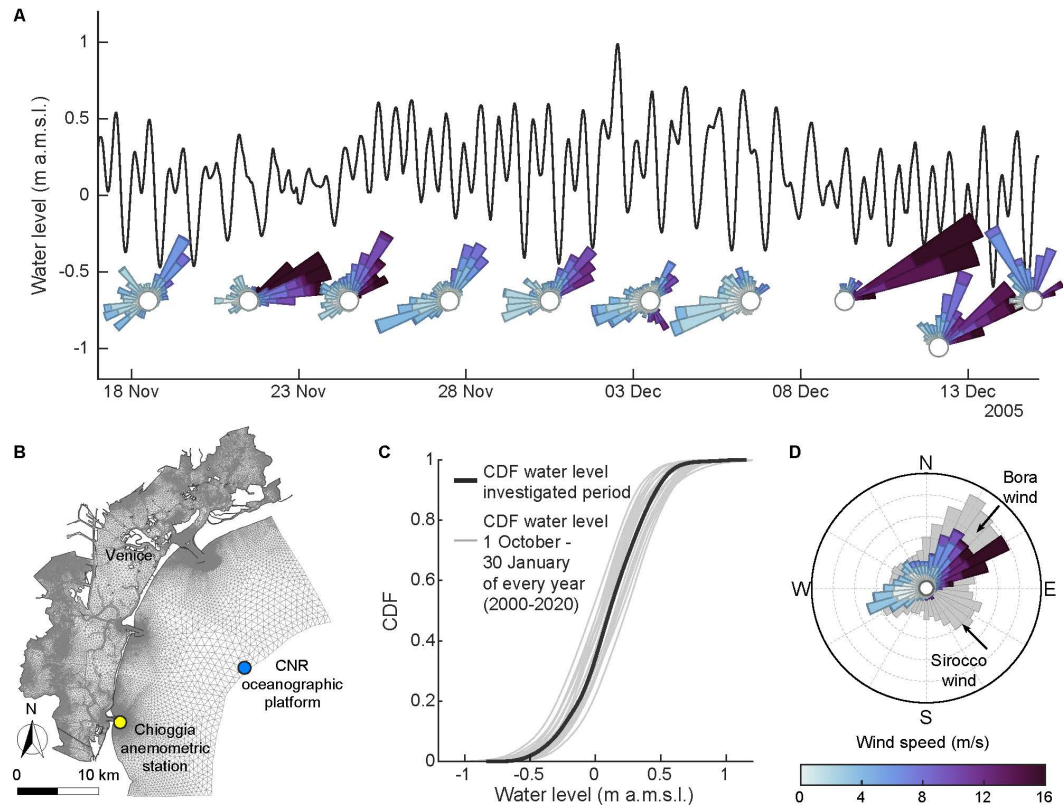 A
Water level (m a.m.s.l.)
1
0.5
0
-0.5
-1
18 Nov
23 Nov
28 Nov
03 Dec
08 Dec
13 Dec
2005
B
Venice
CNR
oceanographic
platform
Chioggia
anemometric
station
N
0
10 km
C
CDF
1
0.8
0.6
0.4
0.2
0
CDF water level
investigated period
CDF water level
1 October -
30 January
of every year
(2000-2020)
-1
-0.5
0
0.5
1
Water level (m a.m.s.l.)
D
N
Bora
wind
W
E
Sirocco
wind
S
Wind speed (m/s)
0
4
8
12
16